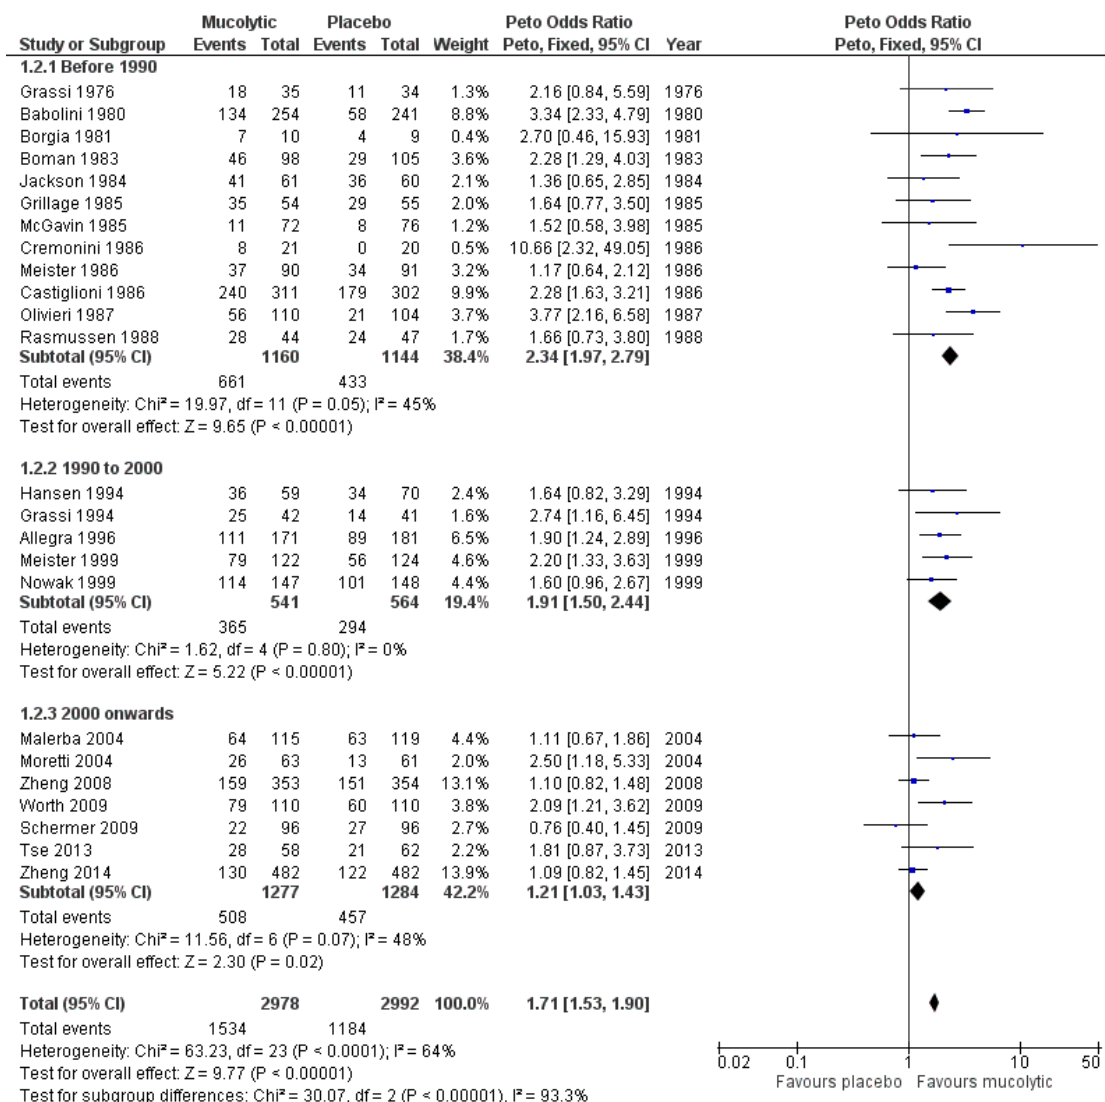 Mucolytic Placebo Peto Odds Ratio Peto Odds Ratio
Study or Subgroup Events Total Events Total Weight Peto, Fixed, 95% CI Year Peto, Fixed, 95% CI
1.2.1 Before 1990
Grassi 1976 18 35 11 34 1.3% 2.16 [0.84, 5.59] 1976
Babolini 1980 134 254 58 241 8.8% 3.34 [2.33, 4.79] 1980
Borgia 1981 7 10 4 9 0.4% 2.70 [0.46, 15.93] 1981
Boman 1983 46 98 29 105 3.6% 2.28 [1.29, 4.03] 1983
Jackson 1984 41 61 36 60 2.1% 1.36 [0.65, 2.85] 1984
Grillage 1985 35 54 29 55 2.0% 1.64 [0.77, 3.50] 1985
McGavin 1985 11 72 8 76 1.2% 1.52 [0.58, 3.98] 1985
Cremonini 1986 8 21 0 20 0.5% 10.66 [2.32, 49.05] 1986
Meister 1986 37 90 34 91 3.2% 1.17 [0.64, 2.12] 1986
Castiglioni 1986 240 311 179 302 9.9% 2.28 [1.63, 3.21] 1986
Olivieri 1987 56 110 21 104 3.7% 3.77 [2.16, 6.58] 1987
Rasmussen 1988 28 44 24 47 1.7% 1.66 [0.73, 3.80] 1988
Subtotal (95% CI) 1160 1144 38.4% 2.34 [1.97, 2.79]
Total events 661 433
Heterogeneity: Chi² = 19.97, df = 11 (P = 0.05); I² = 45%
Test for overall effect: Z = 9.65 (P < 0.00001)
1.2.2 1990 to 2000
Hansen 1994 36 59 34 70 2.4% 1.64 [0.82, 3.29] 1994
Grassi 1994 25 42 14 41 1.6% 2.74 [1.16, 6.45] 1994
Allegra 1996 111 171 89 181 6.5% 1.90 [1.24, 2.89] 1996
Meister 1999 79 122 56 124 4.6% 2.20 [1.33, 3.63] 1999
Nowak 1999 114 147 101 148 4.4% 1.60 [0.96, 2.67] 1999
Subtotal (95% CI) 541 564 19.4% 1.91 [1.50, 2.44]
Total events 365 294
Heterogeneity: Chi² = 1.62, df = 4 (P = 0.80); I² = 0%
Test for overall effect: Z = 5.22 (P < 0.00001)
1.2.3 2000 onwards
Malerba 2004 64 115 63 119 4.4% 1.11 [0.67, 1.86] 2004
Moretti 2004 26 63 13 61 2.0% 2.50 [1.18, 5.33] 2004
Zheng 2008 159 353 151 354 13.1% 1.10 [0.82, 1.48] 2008
Worth 2009 79 110 60 110 3.8% 2.09 [1.21, 3.62] 2009
Schermer 2009 22 96 27 96 2.7% 0.76 [0.40, 1.45] 2009
Tse 2013 28 58 21 62 2.2% 1.81 [0.87, 3.73] 2013
Zheng 2014 130 482 122 482 13.9% 1.09 [0.82, 1.45] 2014
Subtotal (95% CI) 1277 1284 42.2% 1.21 [1.03, 1.43]
Total events 508 457
Heterogeneity: Chi² = 11.56, df = 6 (P = 0.07); I² = 48%
Test for overall effect: Z = 2.30 (P = 0.02)
Total (95% CI) 2978 2992 100.0% 1.71 [1.53, 1.90]
Total events 1534 1184
Heterogeneity: Chi² = 63.23, df = 23 (P < 0.0001); I² = 64%
Test for overall effect: Z = 9.77 (P < 0.00001)
Test for subgroup differences: Chi² = 30.07, df = 2 (P < 0.00001), I² = 93.3%
0.02 0.1 1 10 50
Favours placebo Favours mucolytic